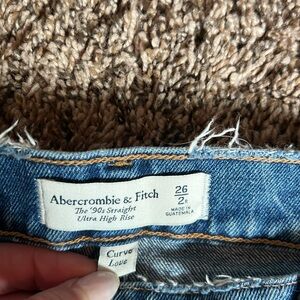 Abercrombie & Fitch
The '90s Straight
Ultra High Rise
26
2R
MADE IN
GUATEMALA
Curve
Love